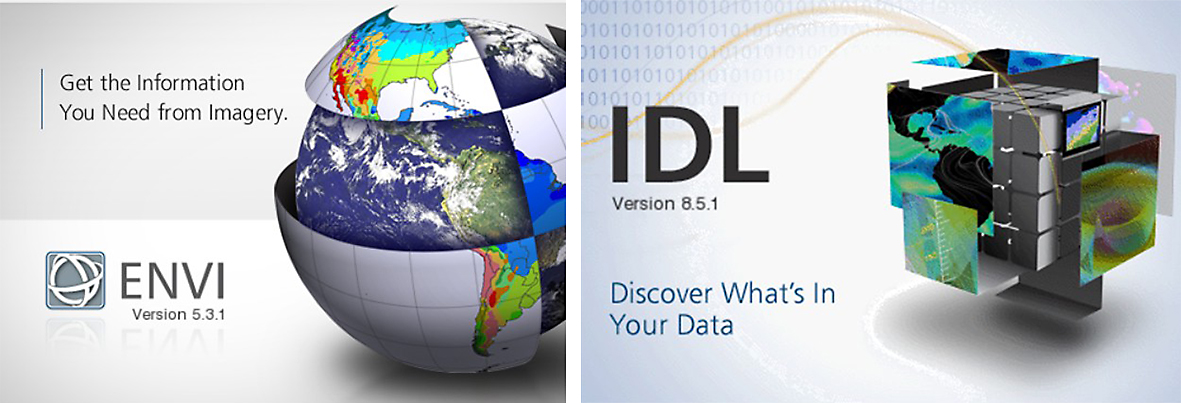 Get the Information
You Need from Imagery.
ENVI
Version 5.3.1
IDL
Version 8.5.1
Discover What's In
Your Data